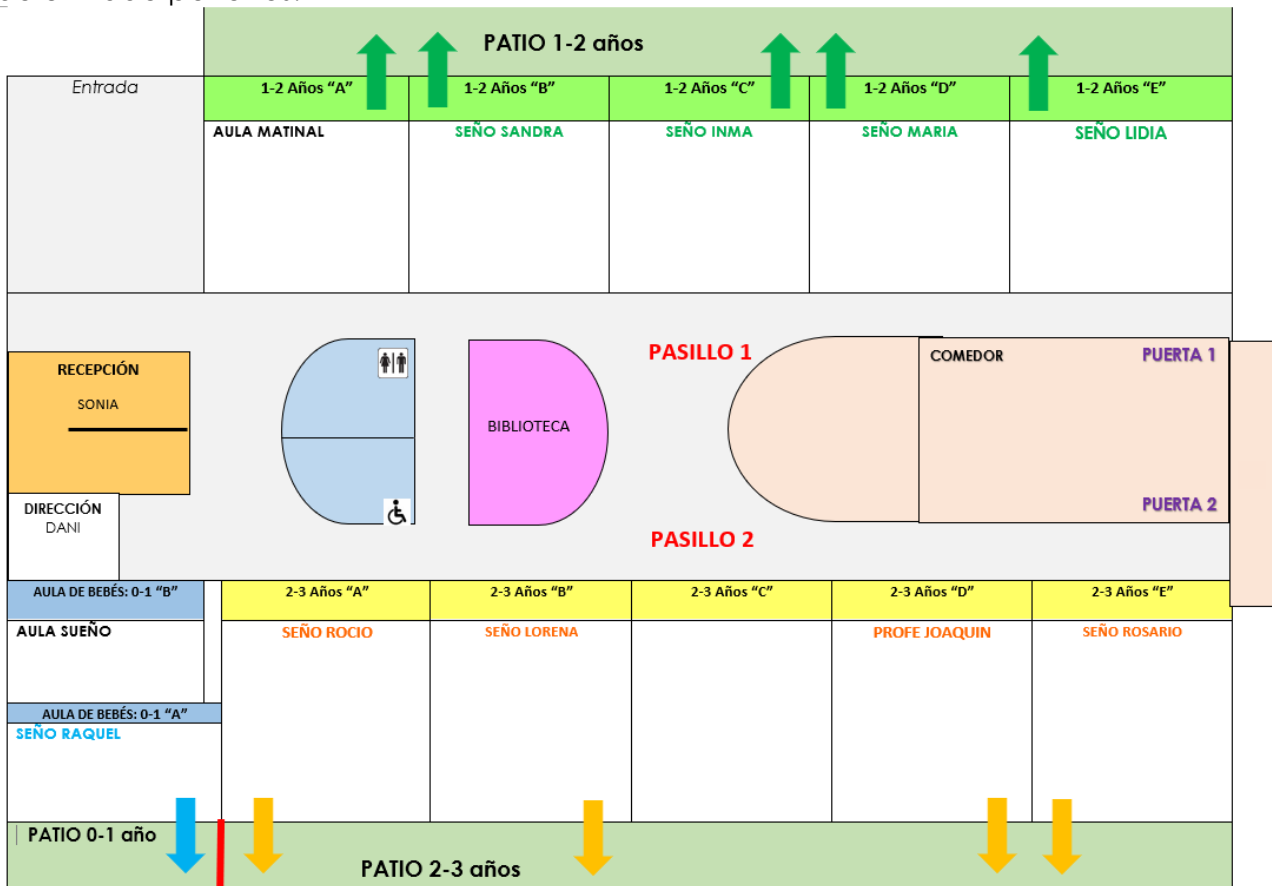 PATIO 1-2 años
Entrada
1-2 Años “A”
1-2 Años “B”
1-2 Años “C”
1-2 Años “D”
1-2 Años “E”
AULA MATINAL
SEÑO SANDRA
SEÑO INMA
SEÑO MARIA
SEÑO LIDIA
RECEPCIÓN
SONIA
PASILLO 1
COMEDOR
PUERTA 1
BIBLIOTECA
DIRECCIÓN
DANI
PASILLO 2
PUERTA 2
AULA DE BEBÉS: 0-1 “B”
2-3 Años “A”
2-3 Años “B”
2-3 Años “C”
2-3 Años “D”
2-3 Años “E”
AULA SUEÑO
SEÑO ROCIO
SEÑO LORENA
PROFE JOAQUIN
SEÑO ROSARIO
AULA DE BEBÉS: 0-1 “A”
SEÑO RAQUEL
PATIO 0-1 año
PATIO 2-3 años